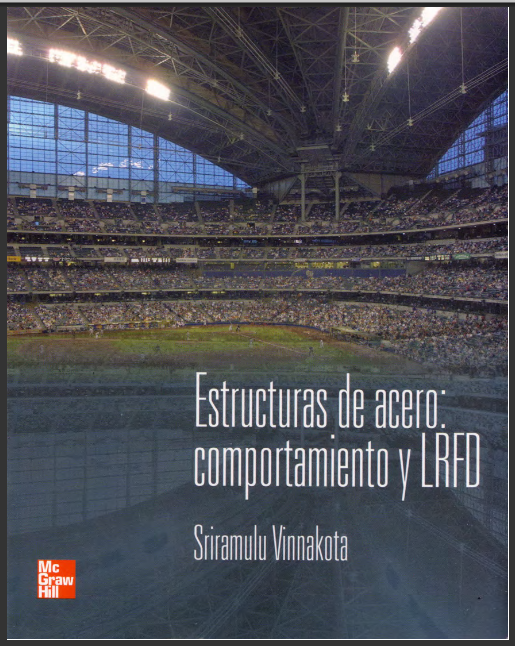 Estructuras de acero:
comportamiento y LRFD
Sriramulu Vinnakota
Mc
Graw
Hill